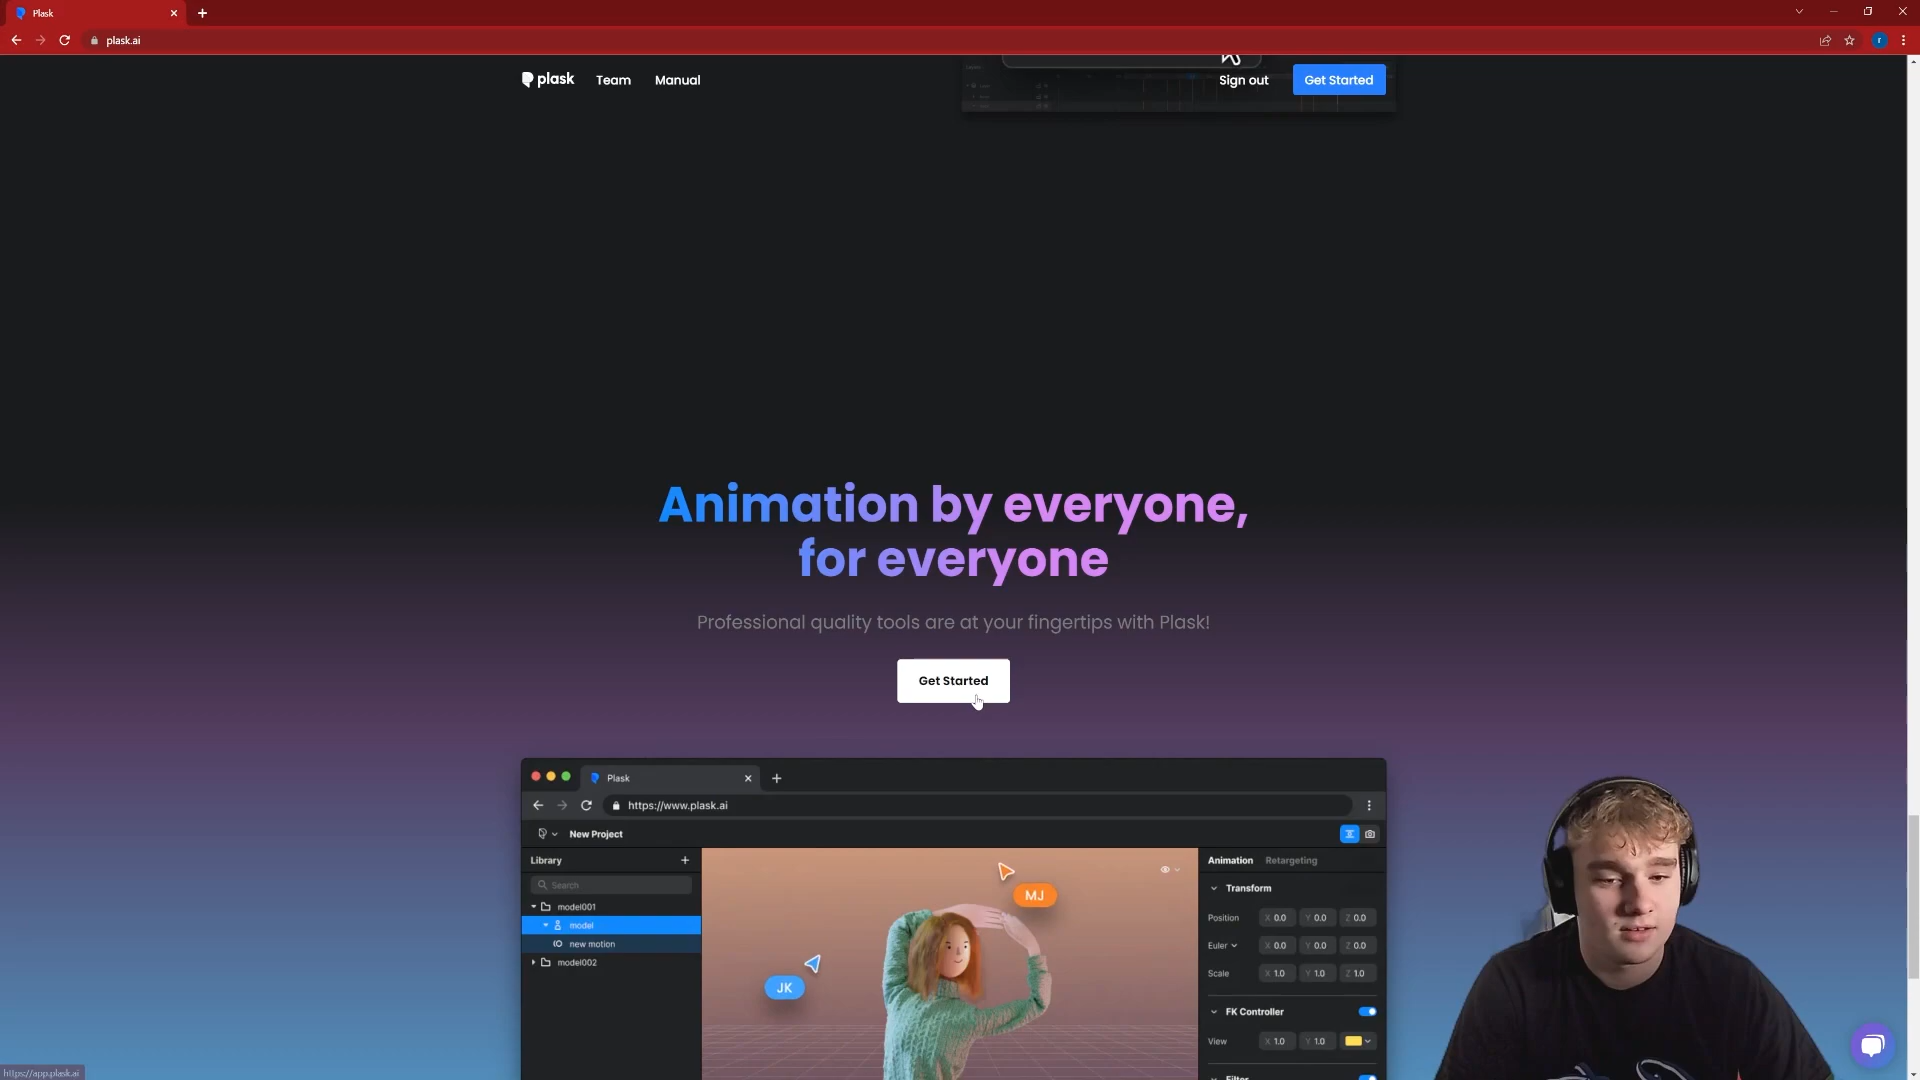 Plask
plask.ai
r
plask
Team
Manual
Sign out
Get Started
Animation by everyone,
for everyone
Professional quality tools are at your fingertips with Plask!
Get Started
Plask
https://www.plask.ai
New Project
Library
Search
model001
model
new motion
model002
MJ
JK
Animation
Retargeting
Transform
Position X 0.0 Y 0.0 Z 0.0
Euler X 0.0 Y 0.0 Z 0.0
Scale X 1.0 Y 1.0 Z 1.0
FK Controller
View X 1.0 Y 1.0
Filter
https://app.plask.ai